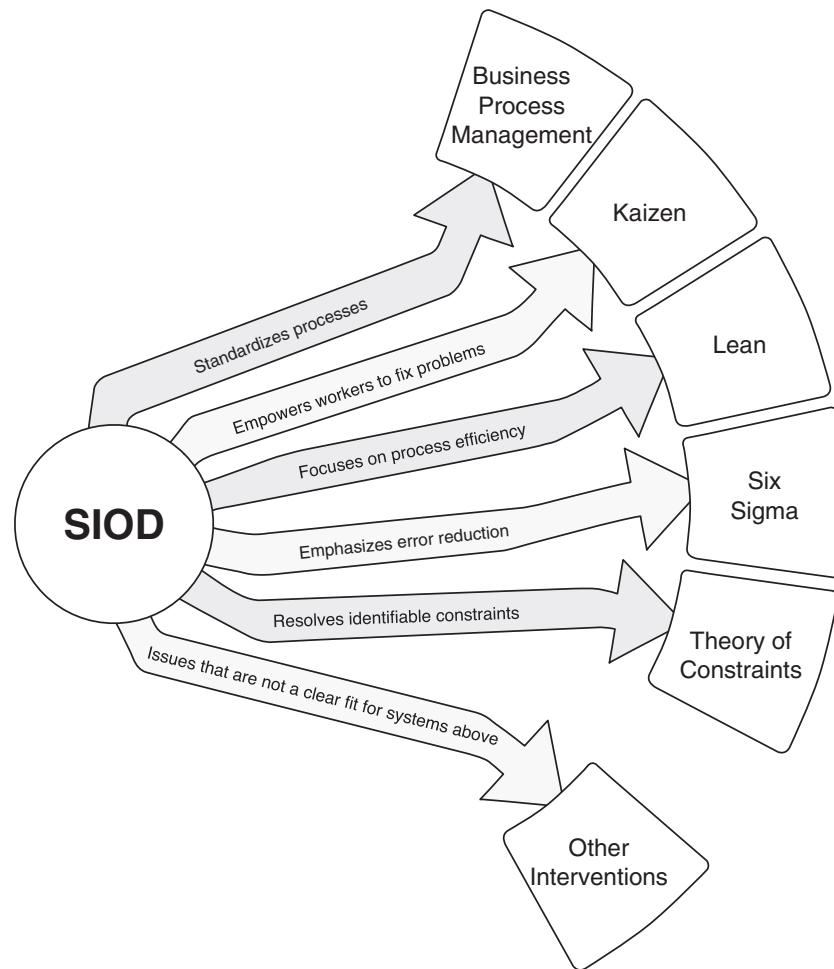 Business
Process
Management
Kaizen
Lean
Six
Sigma
Theory of
Constraints
Other
Interventions
SIOD
Standardizes processes
Empowers workers to fix problems
Focuses on process efficiency
Emphasizes error reduction
Resolves identifiable constraints
Issues that are not a clear fit for systems above